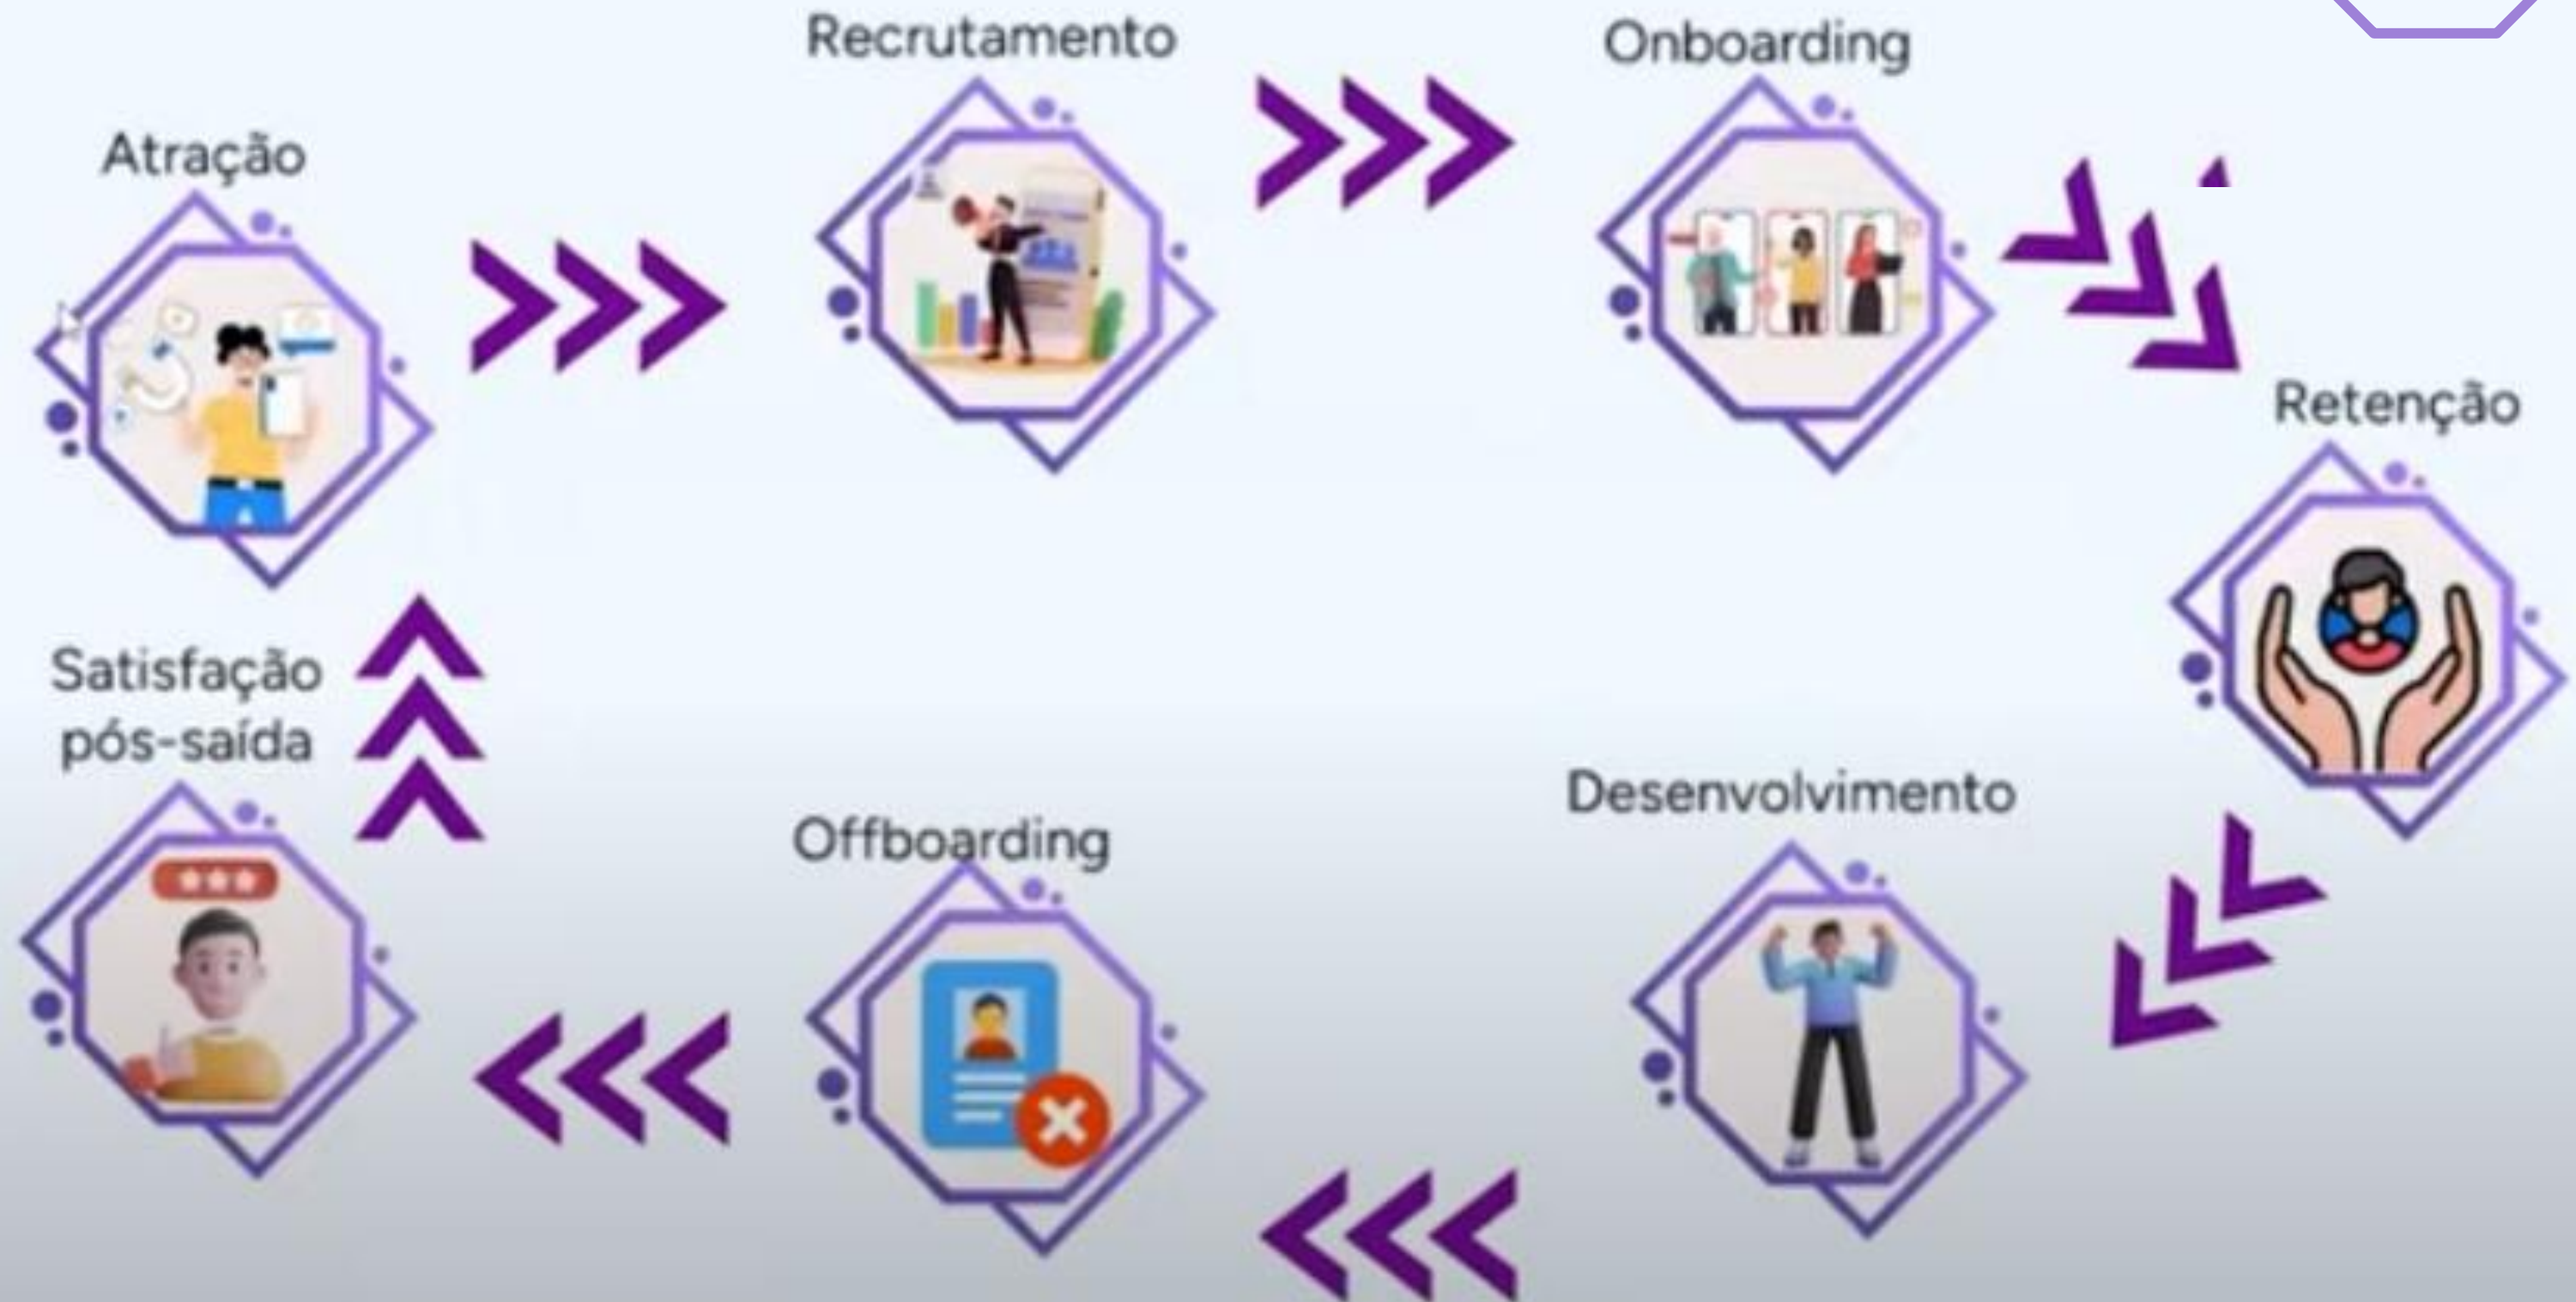 Atração
Recrutamento
Onboarding
Retenção
Desenvolvimento
Offboarding
Satisfação
pós-saída